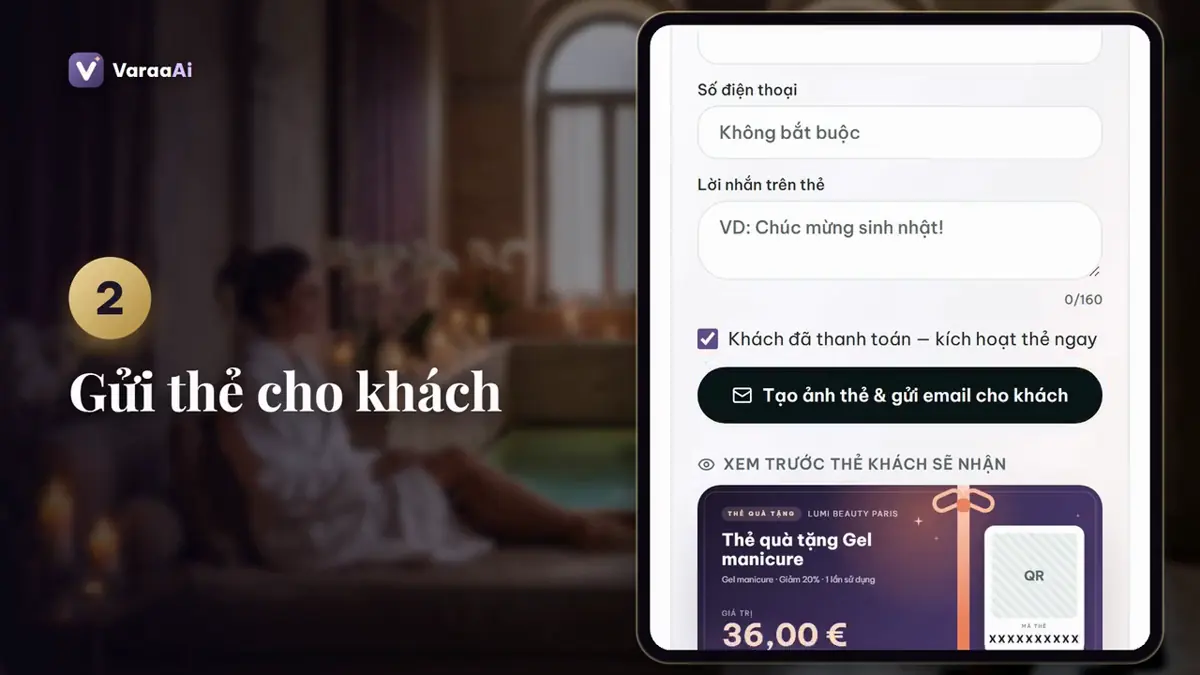 VaraaAi
2
Gửi thẻ cho khách
Số điện thoại
Không bắt buộc
Lời nhắn trên thẻ
VD: Chúc mừng sinh nhật!
0/160
Khách đã thanh toán — kích hoạt thẻ ngay
Tạo ảnh thẻ & gửi email cho khách
XEM TRƯỚC THẺ KHÁCH SẼ NHẬN
THẺ QUÀ TẶNG LUMI BEAUTY PARIS
Thẻ quà tặng Gel
manicure
Gel manicure · Giảm 20% · 1 lần sử dụng
GIÁ TRỊ
36,00 €
QR
MÃ THẺ
XXXXXXXXXX